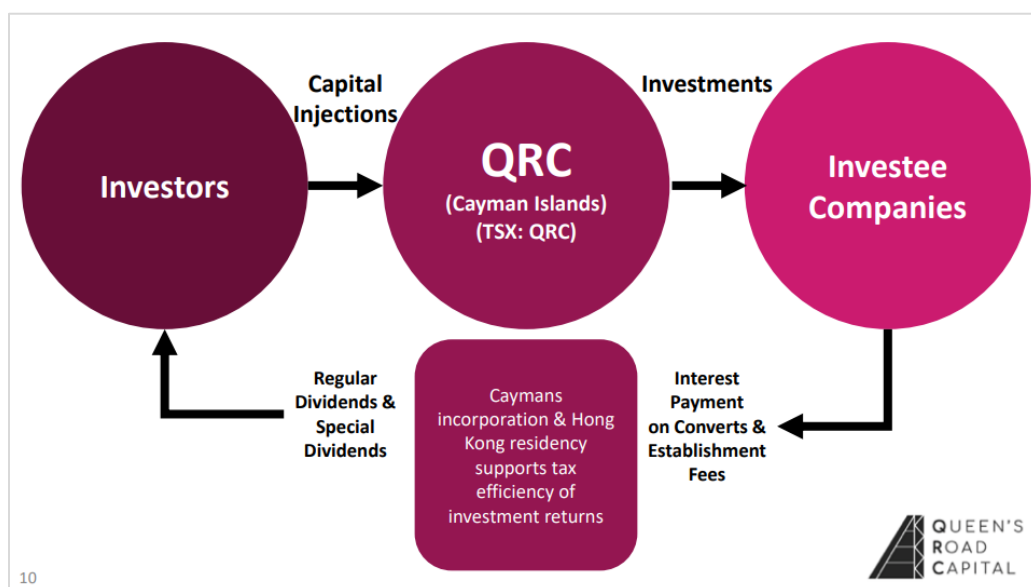 Capital
Injections
Investments
Investors
QRC
(Cayman Islands)
(TSX: QRC)
Investee
Companies
Regular
Dividends &
Special
Dividends
Caymans
incorporation & Hong
Kong residency
supports tax
efficiency of
investment returns
Interest
Payment
on Converts &
Establishment
Fees
QUEEN'S
ROAD
CAPITAL
10